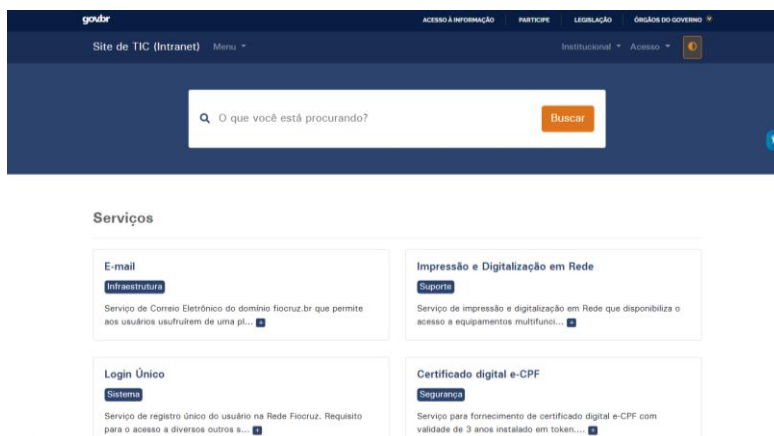 gov.br
ACESSO À INFORMAÇÃO PARTICIPE LEGISLAÇÃO ÓRGÃOS DO GOVERNO
Site de TIC (Intranet) Menu Institucional Acesso
O que você está procurando? Buscar
Serviços
E-mail
Infraestrutura
Serviço de Correio Eletrônico do domínio fiocruz.br que permite
aos usuários usufruírem de uma pl... +
Impressão e Digitalização em Rede
Suporte
Serviço de impressão e digitalização em Rede que disponibiliza o
acesso a equipamentos multifunci... +
Login Único
Sistema
Serviço de registro único do usuário na Rede Fiocruz. Requisito
para o acesso a diversos outros s... +
Certificado digital e-CPF
Segurança
Serviço para fornecimento de certificado digital e-CPF com
validade de 3 anos instalado em token.... +